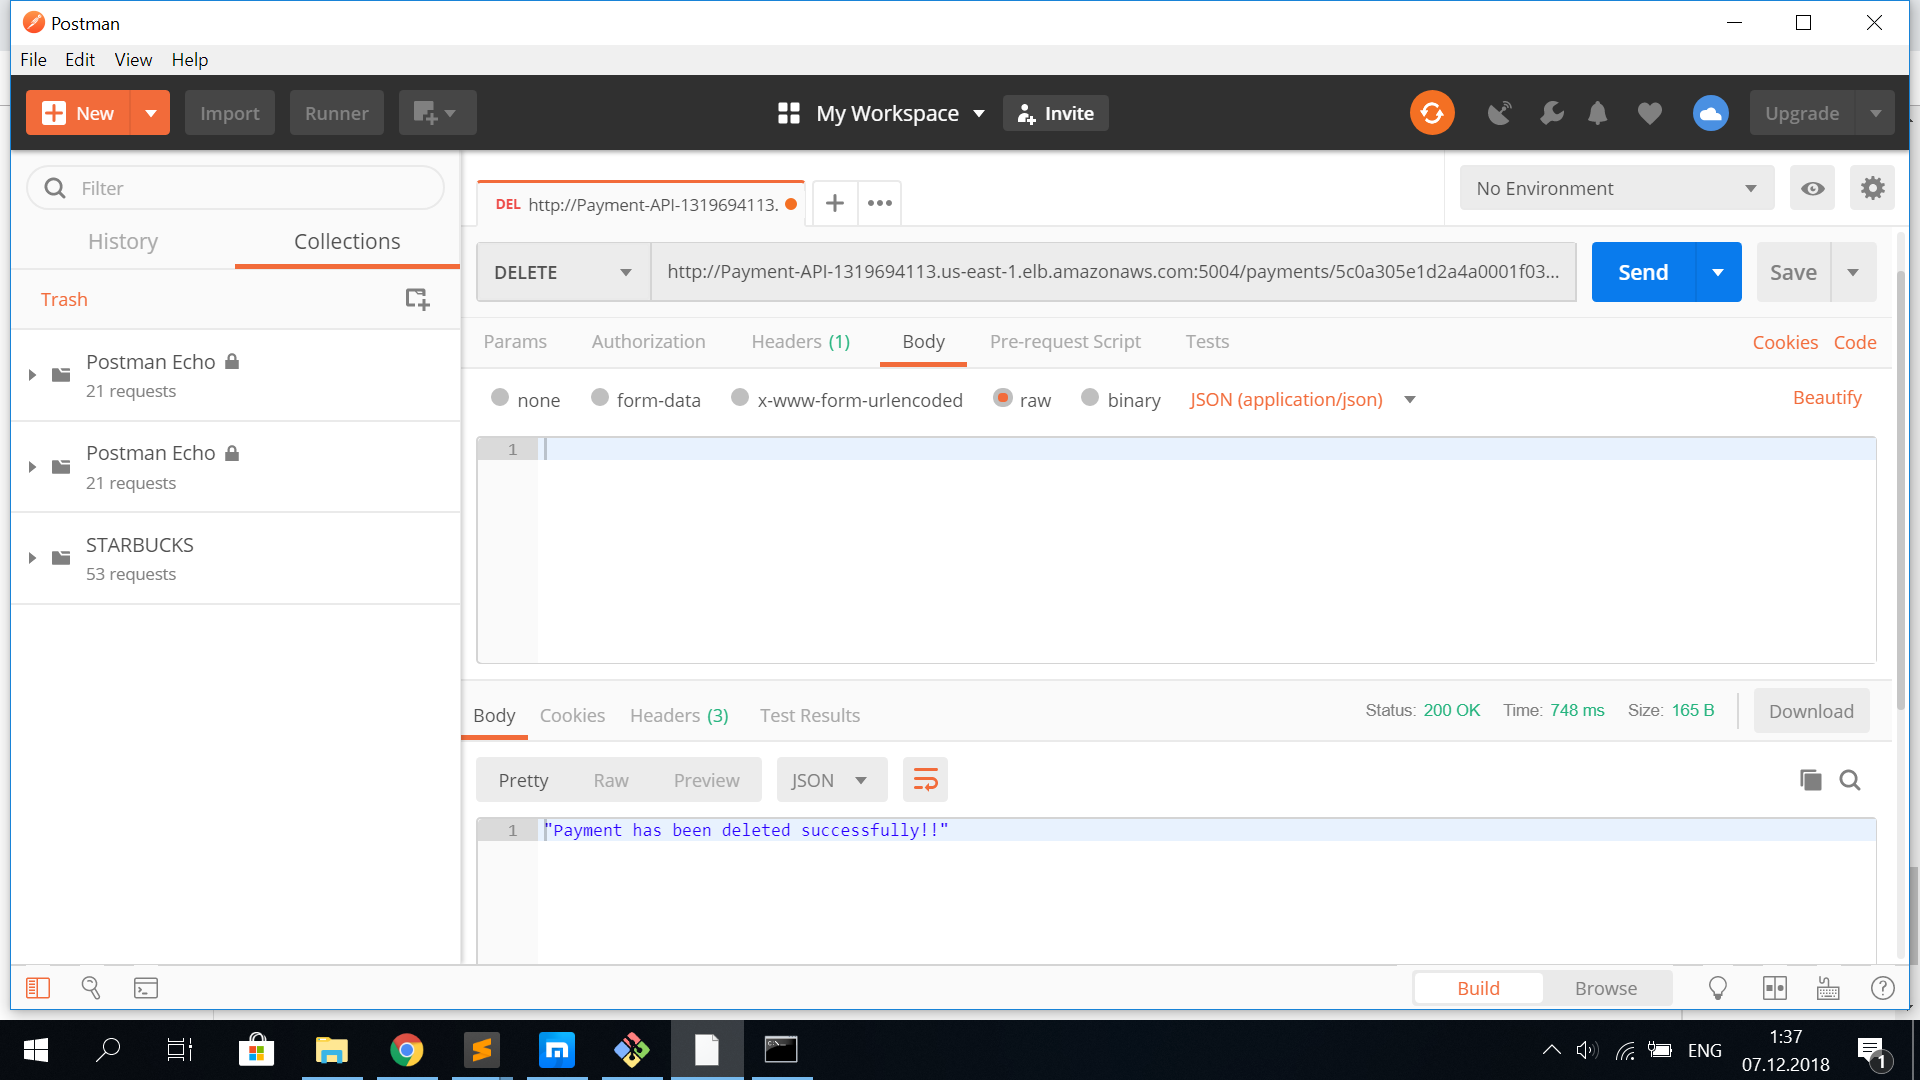 Postman
File Edit View Help
New Import Runner My Workspace Invite Upgrade
Filter
History Collections
Trash
Postman Echo
21 requests
Postman Echo
21 requests
STARBUCKS
53 requests
DEL http://Payment-API-1319694113.
No Environment
DELETE http://Payment-API-1319694113.us-east-1.elb.amazonaws.com:5004/payments/5c0a305e1d2a4a0001f03... Send Save
Params Authorization Headers (1) Body Pre-request Script Tests Cookies Code
none form-data x-www-form-urlencoded raw binary JSON (application/json) Beautify
1
Body Cookies Headers (3) Test Results Status: 200 OK Time: 748 ms Size: 165 B Download
Pretty Raw Preview JSON
1 "Payment has been deleted successfully!!"
Build Browse
ENG 1:37
07.12.2018
1